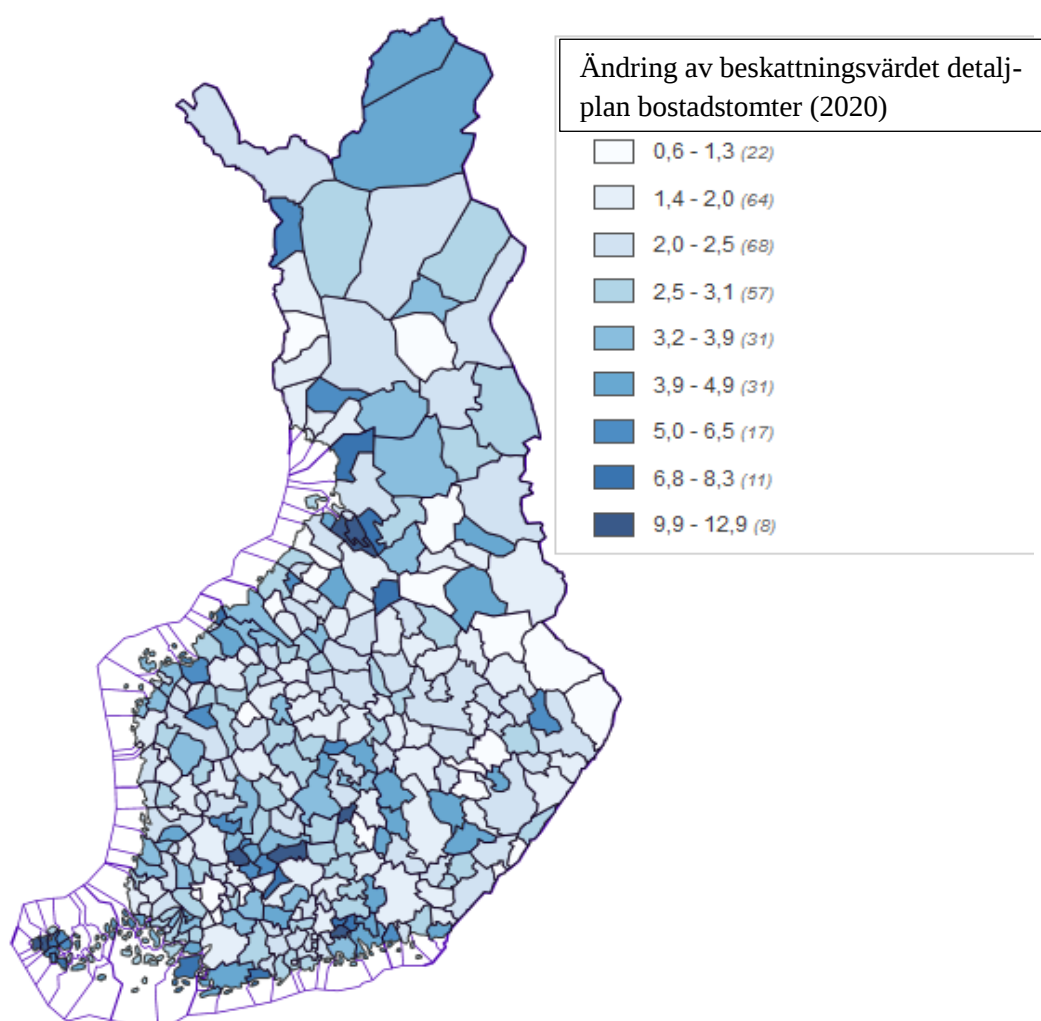 Ändring av beskattningsvärdet detalj-
plan bostadstomter (2020)
0,6 - 1,3 (22)
1,4 - 2,0 (64)
2,0 - 2,5 (68)
2,5 - 3,1 (57)
3,2 - 3,9 (31)
3,9 - 4,9 (31)
5,0 - 6,5 (17)
6,8 - 8,3 (11)
9,9 - 12,9 (8)